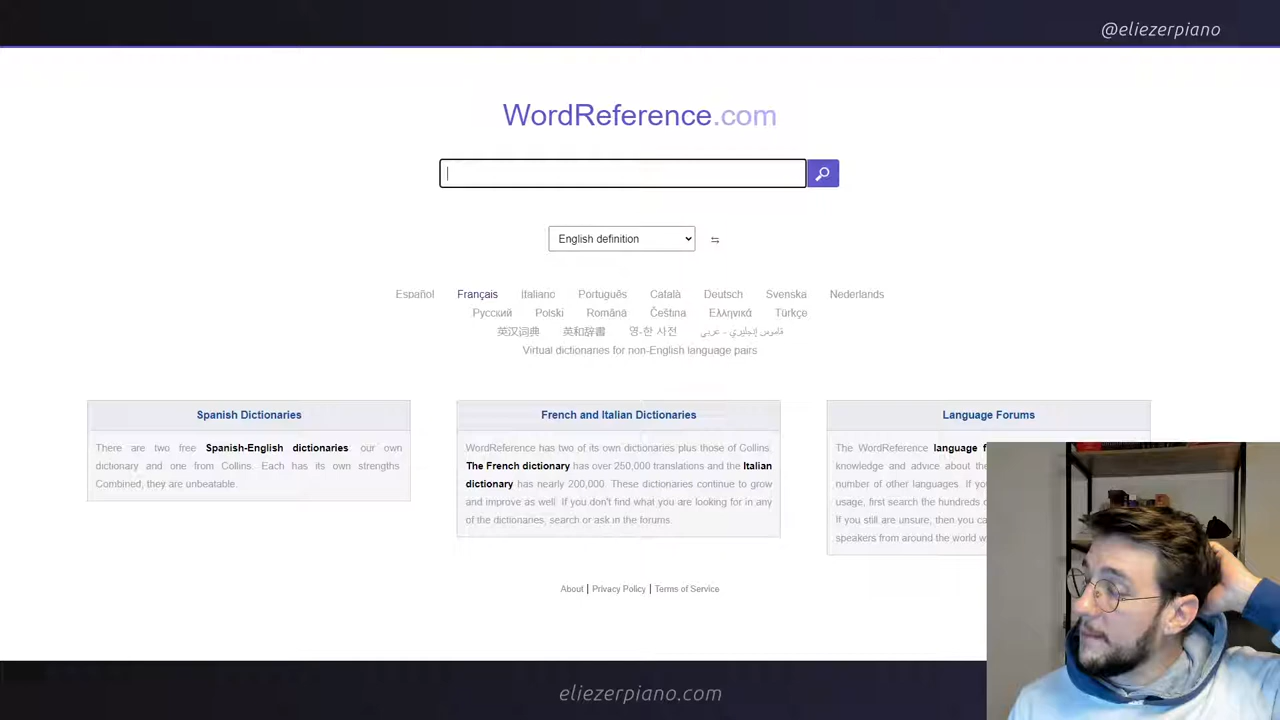 @eliezerpiano
WordReference.com
English definition
Español Français Italiano Português Català Deutsch Svenska Nederlands
Русский Polski Română Čeština Ελληνικά Türkçe
英汉词典 英和辞書 영-한 사전 قاموس إنجليزي - عربي
Virtual dictionaries for non-English language pairs
Spanish Dictionaries
There are two free Spanish-English dictionaries our own
dictionary and one from Collins. Each has its own strengths
Combined, they are unbeatable.
French and Italian Dictionaries
WordReference has two of its own dictionaries plus those of Collins.
The French dictionary has over 250,000 translations and the Italian
dictionary has nearly 200,000. These dictionaries continue to grow
and improve as well. If you don't find what you are looking for in any
of the dictionaries, search or ask in the forums.
Language Forums
The WordReference language f
knowledge and advice about the
number of other languages. If yo
usage, first search the hundreds o
If you still are unsure, then you ca
speakers from around the world w
About | Privacy Policy | Terms of Service
eliezerpiano.com